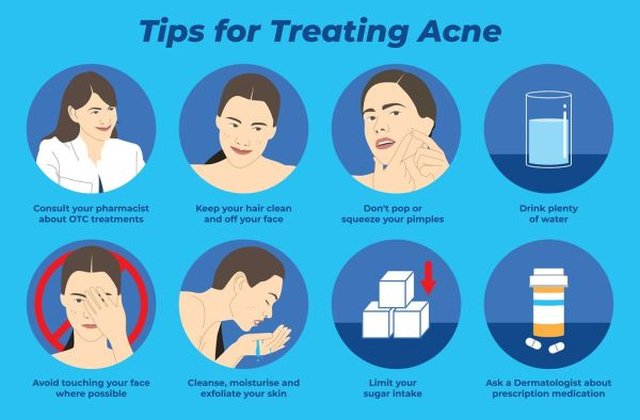 Tips for Treating Acne
Consult your pharmacist
about OTC treatments
Keep your hair clean
and off your face
Don't pop or
squeeze your pimples
Drink plenty
of water
Avoid touching your face
where possible
Cleanse, moisturise and
exfoliate your skin
Limit your
sugar intake
Ask a Dermatologist about
prescription medication